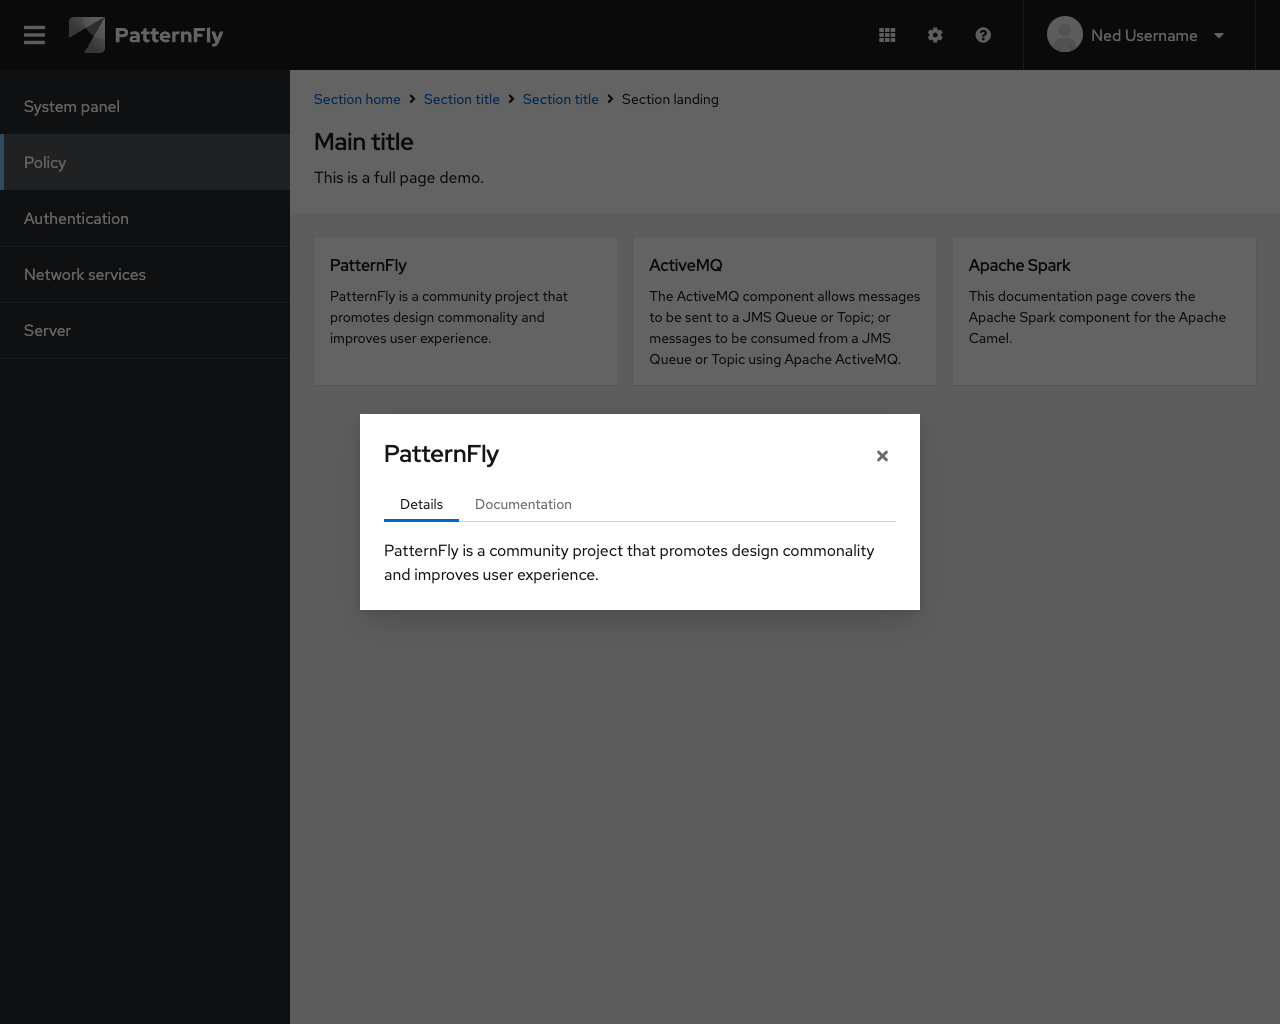 PatternFly
Ned Username
System panel
Policy
Authentication
Network services
Server
Section home Section title Section title Section landing
Main title
This is a full page demo.
PatternFly
PatternFly is a community project that
promotes design commonality and
improves user experience.
ActiveMQ
The ActiveMQ component allows messages
to be sent to a JMS Queue or Topic; or
messages to be consumed from a JMS
Queue or Topic using Apache ActiveMQ.
Apache Spark
This documentation page covers the
Apache Spark component for the Apache
Camel.
PatternFly
Details Documentation
PatternFly is a community project that promotes design commonality
and improves user experience.